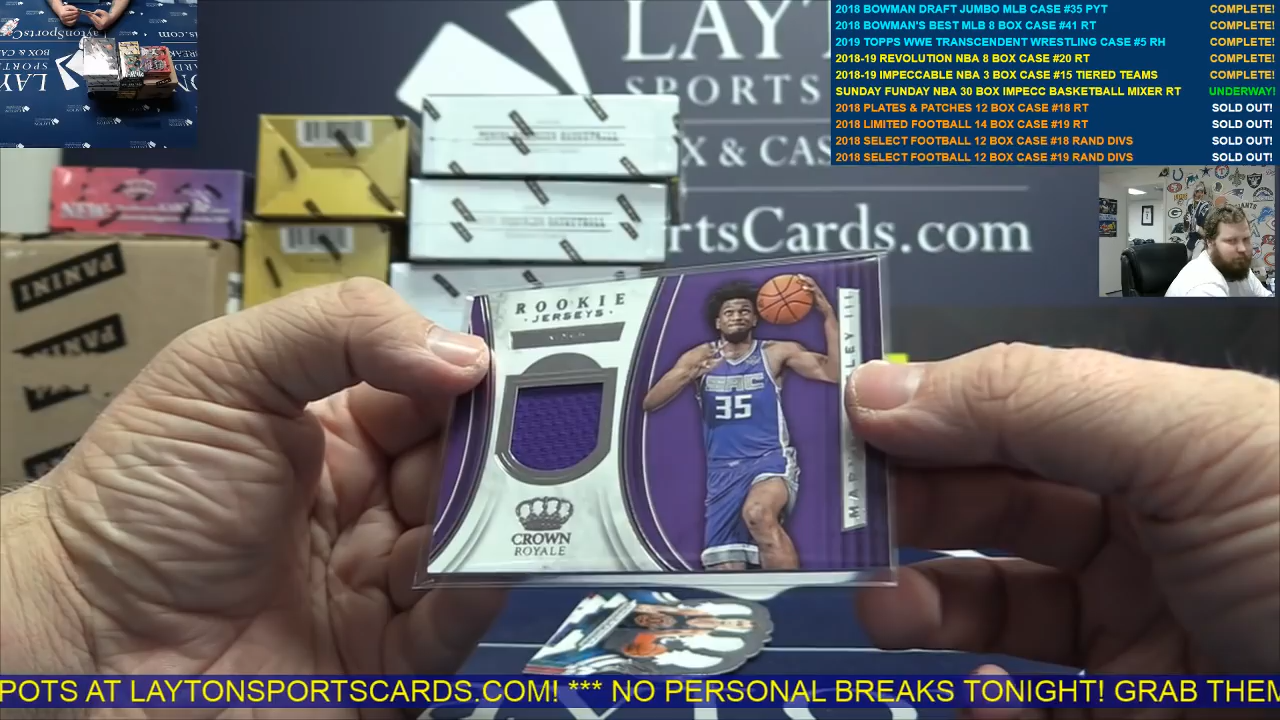 2018 BOWMAN DRAFT JUMBO MLB CASE #35 PYT COMPLETE!
2018 BOWMAN'S BEST MLB 8 BOX CASE #41 RT COMPLETE!
2019 TOPPS WWE TRANSCENDENT WRESTLING CASE #5 RH COMPLETE!
2018-19 REVOLUTION NBA 8 BOX CASE #20 RT COMPLETE!
2018-19 IMPECCABLE NBA 3 BOX CASE #15 TIERED TEAMS COMPLETE!
SUNDAY FUNDAY NBA 30 BOX IMPECC BASKETBALL MIXER RT UNDERWAY!
2018 PLATES & PATCHES 12 BOX CASE #18 RT SOLD OUT!
2018 LIMITED FOOTBALL 14 BOX CASE #19 RT SOLD OUT!
2018 SELECT FOOTBALL 12 BOX CASE #18 RAND DIVS SOLD OUT!
2018 SELECT FOOTBALL 12 BOX CASE #19 RAND DIVS SOLD OUT!
LAYT
SPORTS
X & CAS
rtsCards.com
PANINI
ROOKIE
JERSEYS
SAC
35
CROWN
ROYALE
LEY III
POTS AT LAYTONSPORTSCARDS.COM! *** NO PERSONAL BREAKS TONIGHT! GRAB THEM